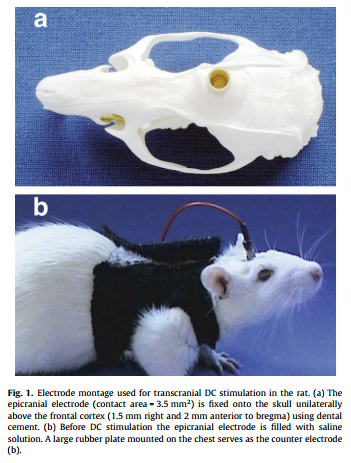 a
b
Fig. 1. Electrode montage used for transcranial DC stimulation in the rat. (a) The
epicranial electrode (contact area = 3.5 mm²) is fixed onto the skull unilaterally
above the frontal cortex (1.5 mm right and 2 mm anterior to bregma) using dental
cement. (b) Before DC stimulation the epicranial electrode is filled with saline
solution. A large rubber plate mounted on the chest serves as the counter electrode
(b).